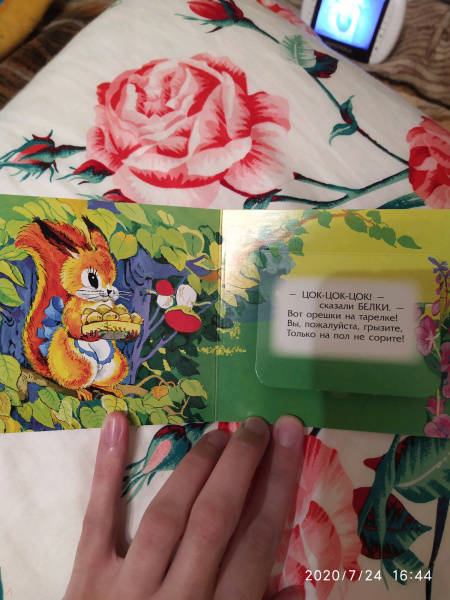 — ЦОК-ЦОК-ЦОК! —
сказали БЕЛКИ. —
Вот орешки на тарелке!
Вы, пожалуйста, грызите,
Только на пол не сорите!
2020/7/24 16:44